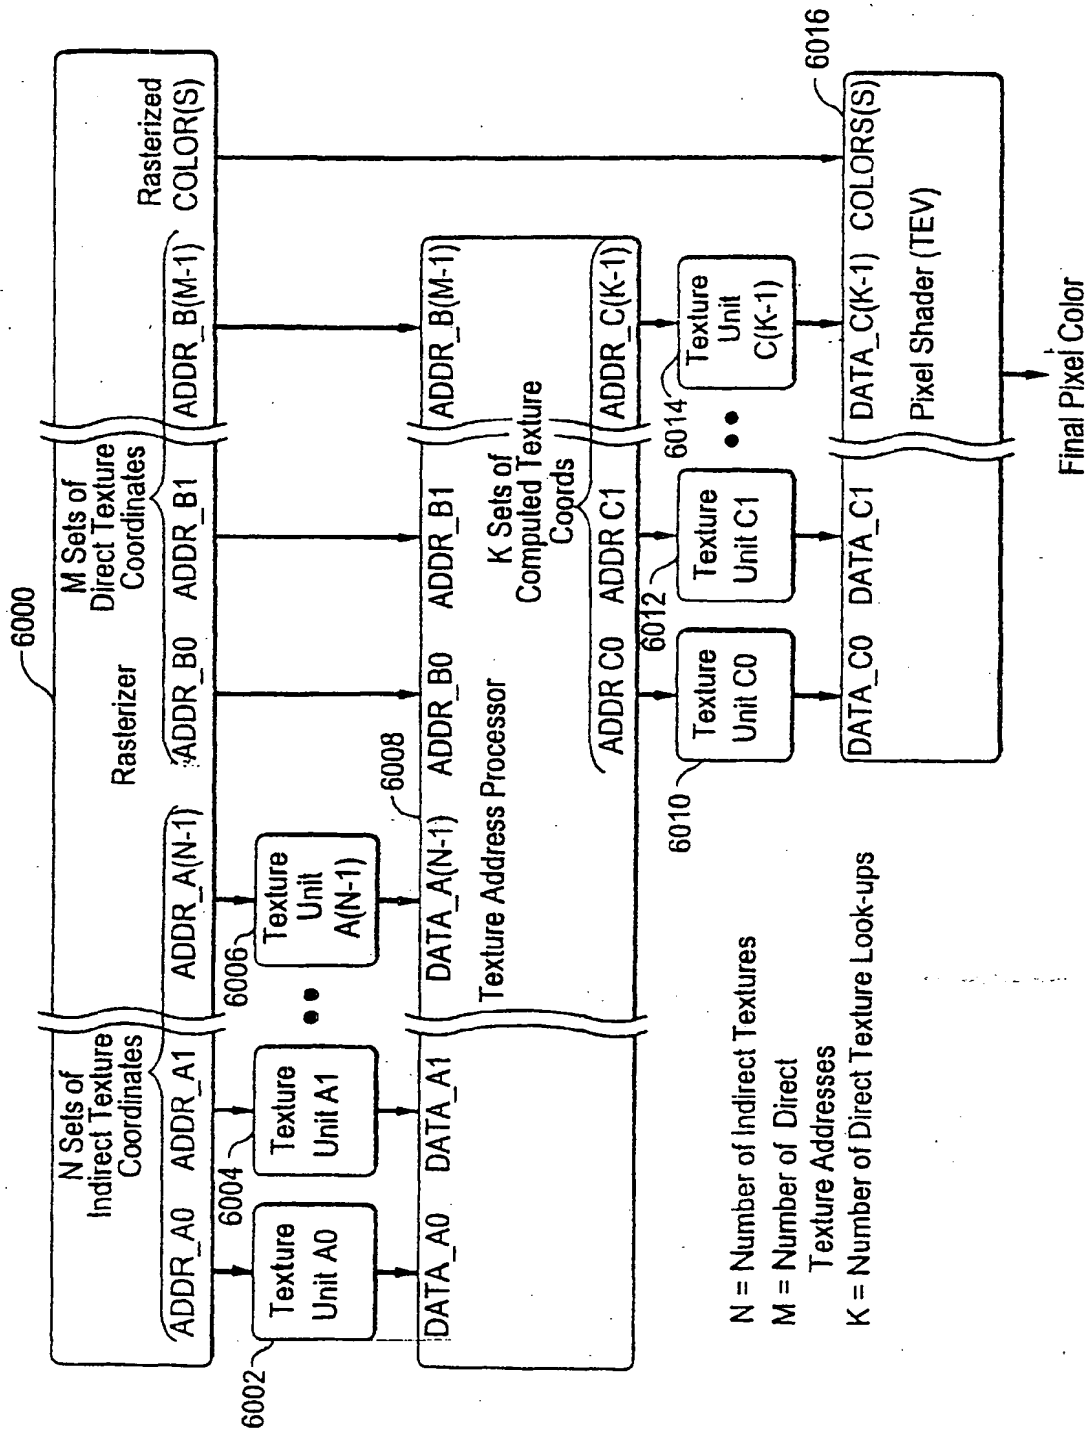 6000
N Sets of
Indirect Texture
Coordinates
Rasterizer
M Sets of
Direct Texture
Coordinates
Rasterized
COLOR(S)
ADDR_A0
ADDR_A1
ADDR_A(N-1)
ADDR_B0
ADDR_B1
ADDR_B(M-1)
6002
Texture
Unit A0
6004
Texture
Unit A1
6006
Texture
Unit
A(N-1)
6008
DATA_A0
DATA_A1
DATA_A(N-1)
ADDR_B0
ADDR_B1
ADDR_B(M-1)
Texture Address Processor
K Sets of
Computed Texture
Coords
ADDR C0
ADDR C1
ADDR_C(K-1)
6010
Texture
Unit C0
6012
Texture
Unit C1
6014
Texture
Unit
C(K-1)
6016
DATA_C0
DATA_C1
DATA_C(K-1)
COLORS(S)
Pixel Shader (TEV)
Final Pixel Color
N = Number of Indirect Textures
M = Number of Direct
Texture Addresses
K = Number of Direct Texture Look-ups